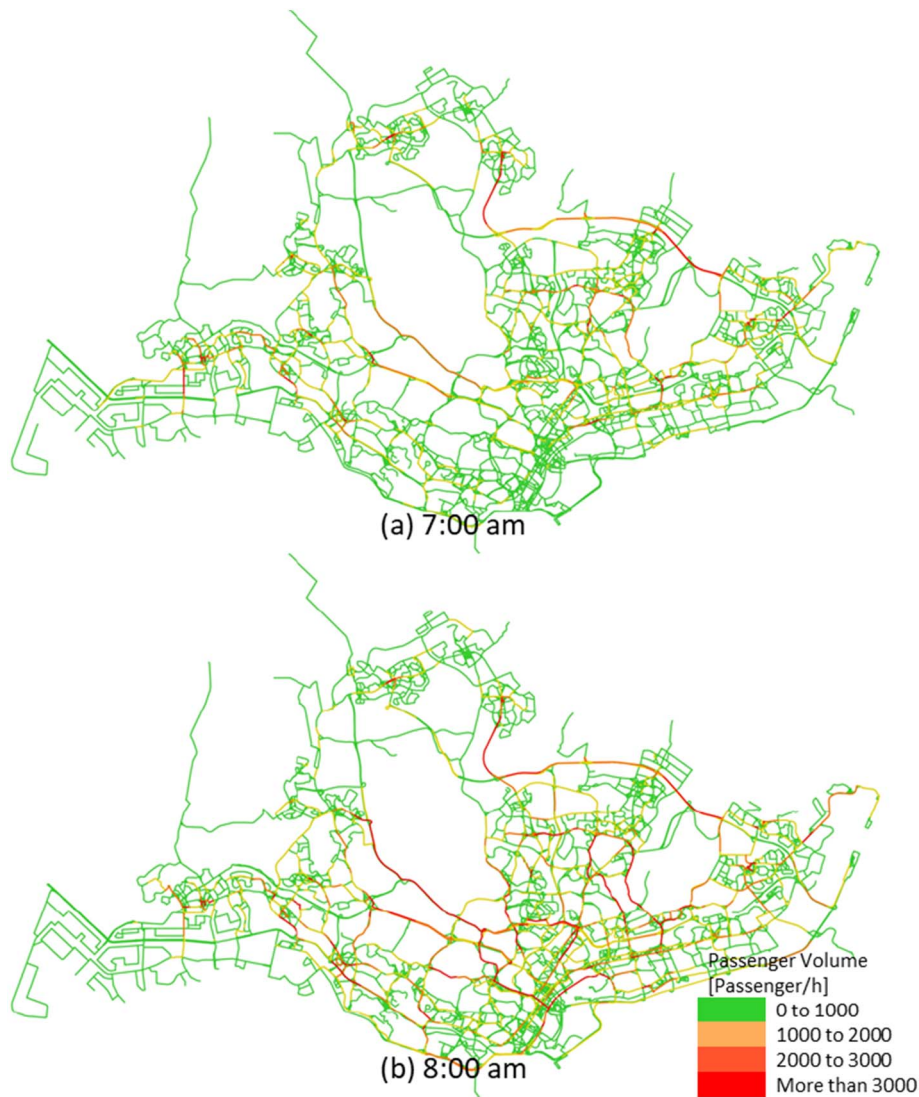 (a) 7:00 am
Passenger Volume
[Passenger/h]
0 to 1000
1000 to 2000
2000 to 3000
More than 3000
(b) 8:00 am